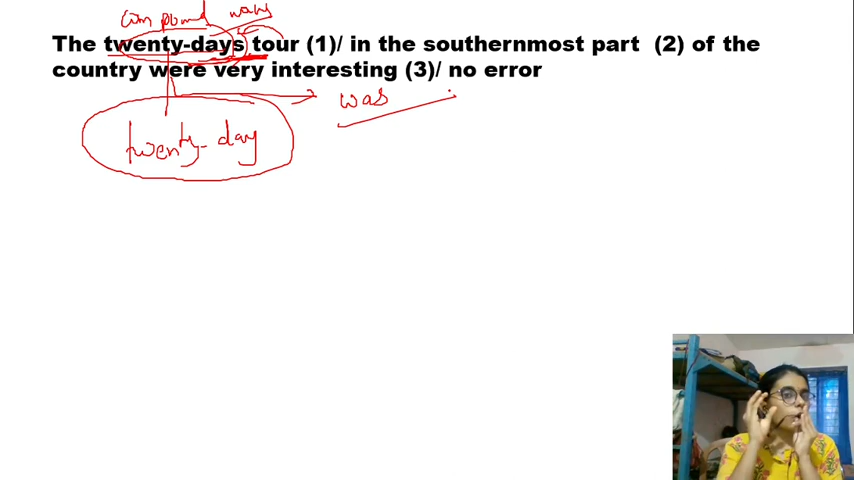 compound
The twenty-days tour (1)/ in the southernmost part (2) of the
country were very interesting (3)/ no error
was
twenty-day